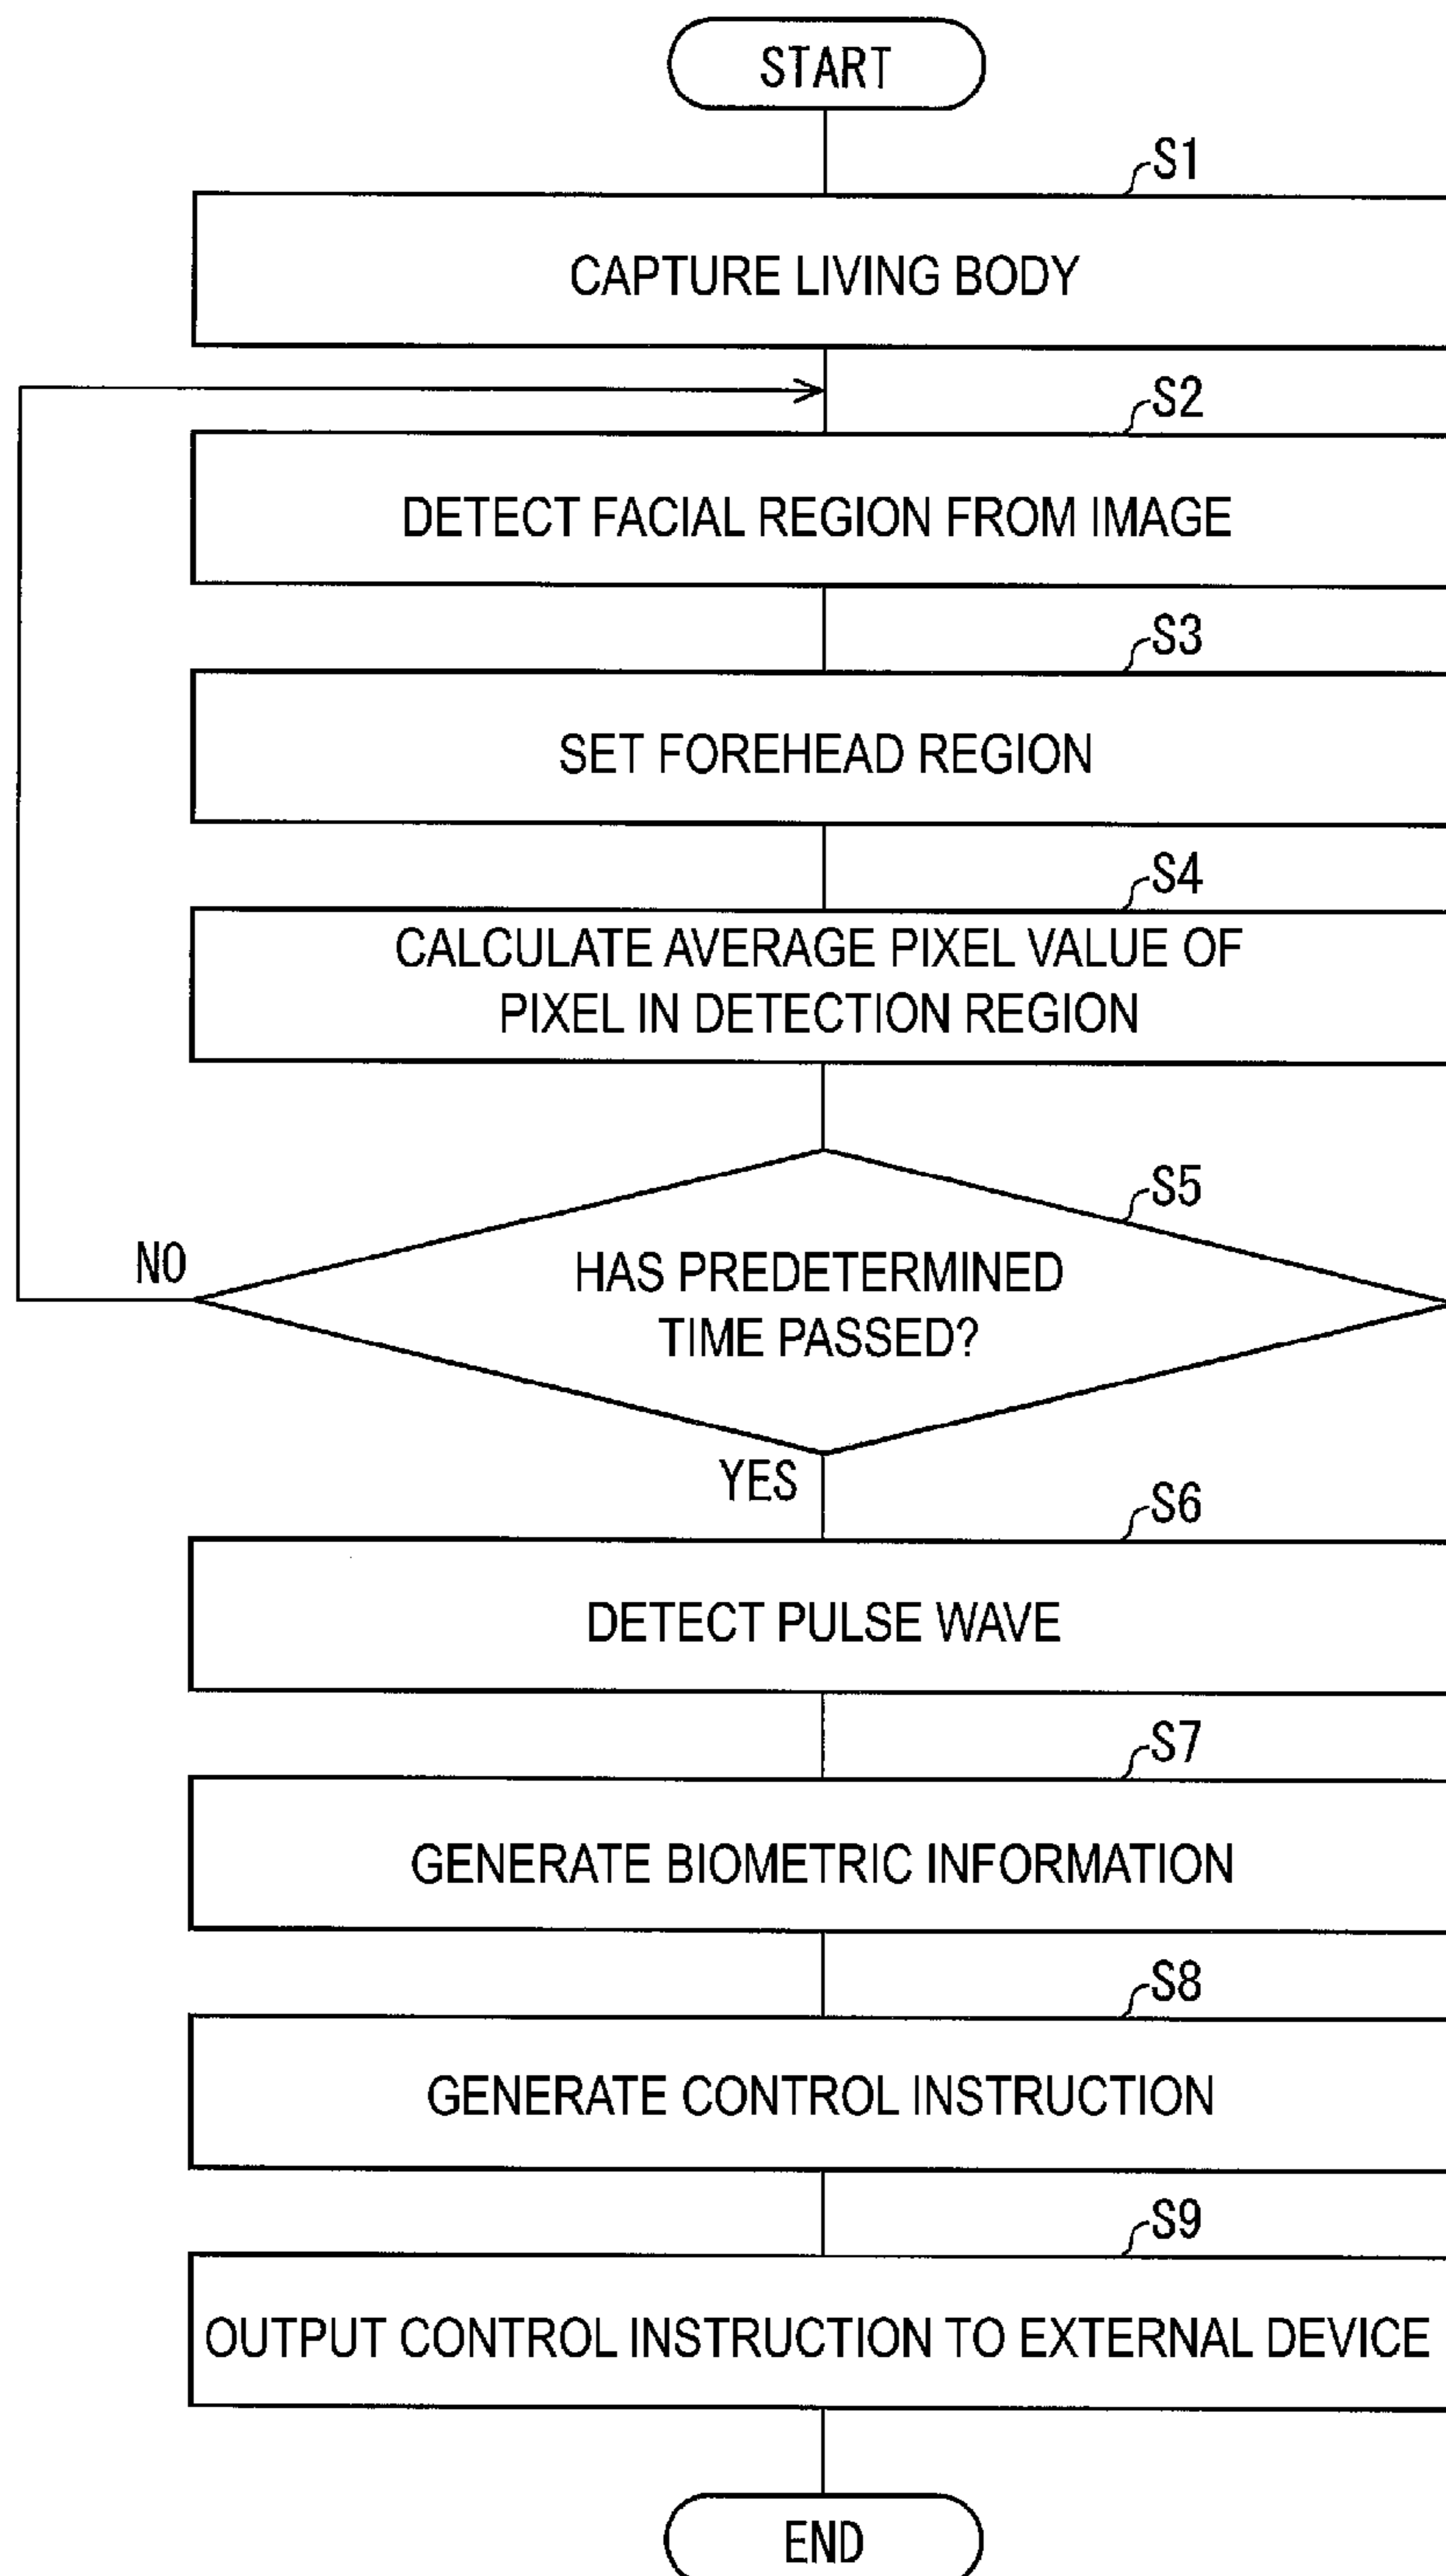 START
S1
CAPTURE LIVING BODY
S2
DETECT FACIAL REGION FROM IMAGE
S3
SET FOREHEAD REGION
S4
CALCULATE AVERAGE PIXEL VALUE OF
PIXEL IN DETECTION REGION
S5
HAS PREDETERMINED
TIME PASSED?
NO
YES
S6
DETECT PULSE WAVE
S7
GENERATE BIOMETRIC INFORMATION
S8
GENERATE CONTROL INSTRUCTION
S9
OUTPUT CONTROL INSTRUCTION TO EXTERNAL DEVICE
END